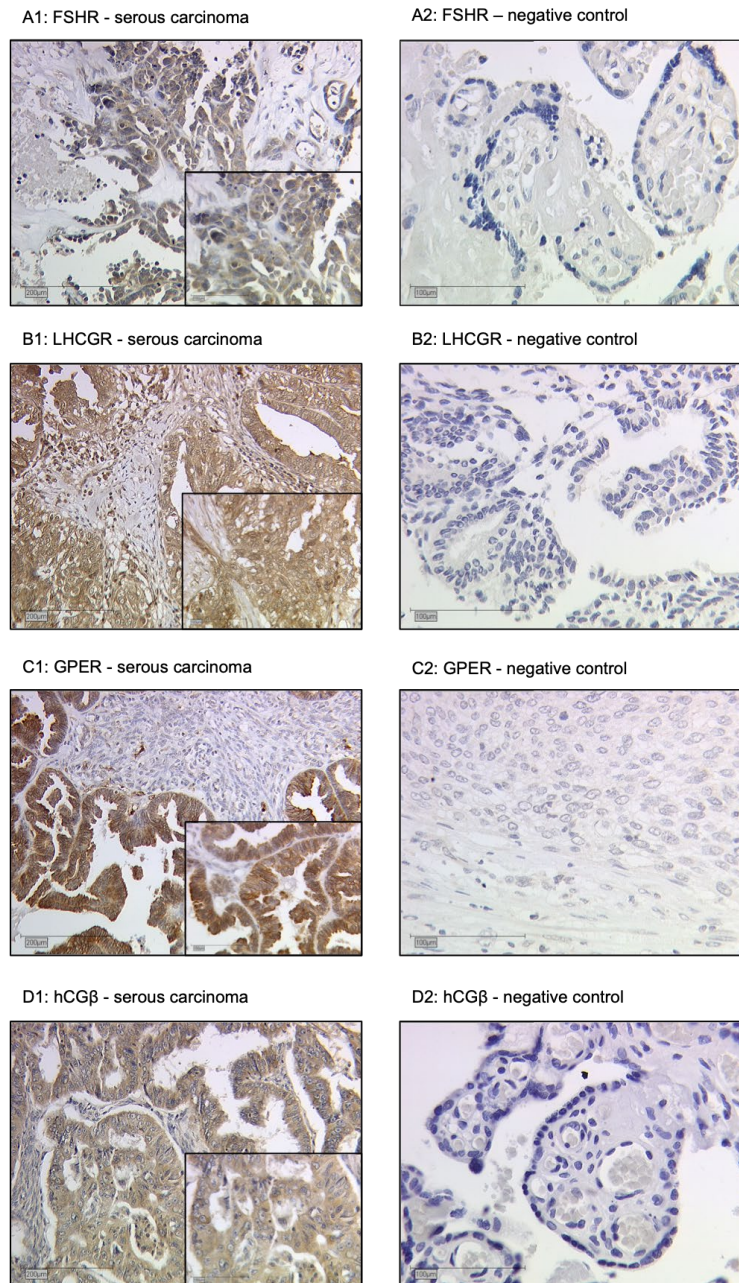 A1: FSHR - serous carcinoma
A2: FSHR – negative control
200µm
100µm
B1: LHCGR - serous carcinoma
B2: LHCGR - negative control
200µm
100µm
C1: GPER - serous carcinoma
C2: GPER - negative control
200µm
100µm
D1: hCGβ - serous carcinoma
D2: hCGβ - negative control
200µm
100µm